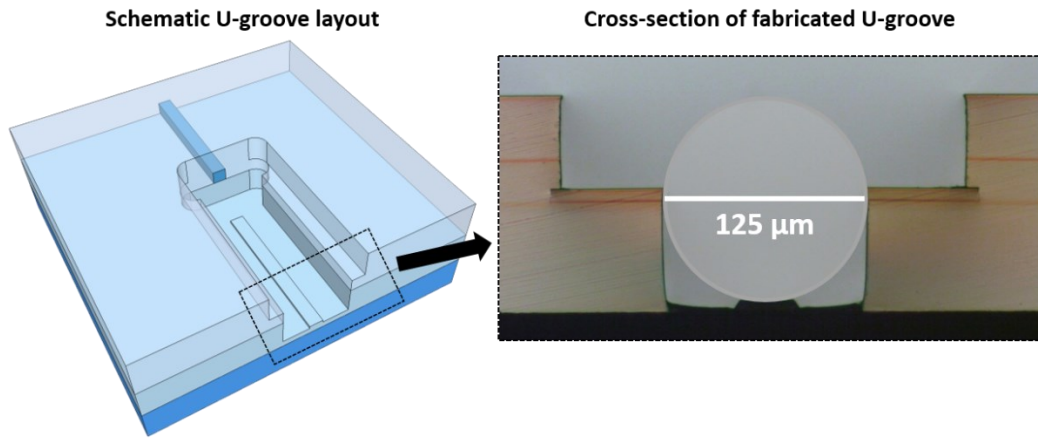 Schematic U-groove layout
Cross-section of fabricated U-groove
125 µm